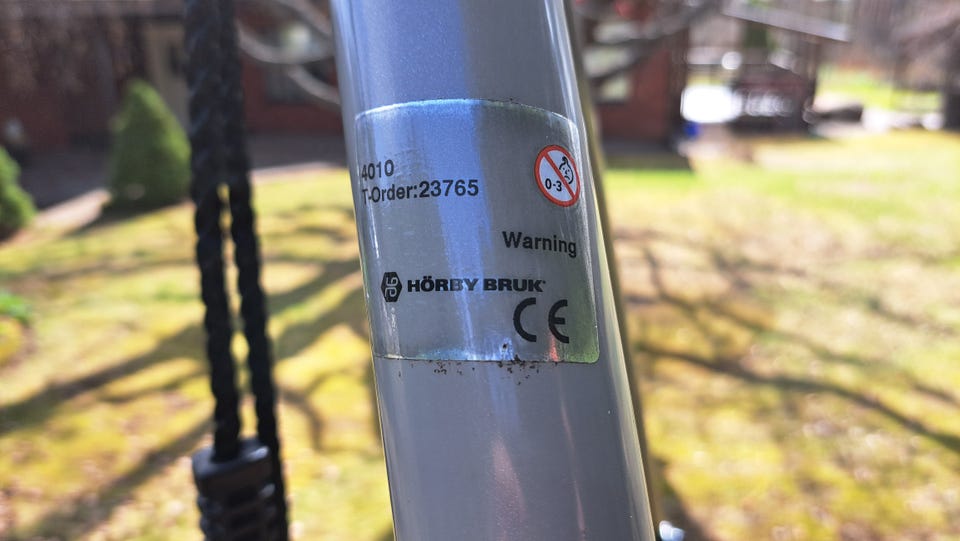 4010
T-Order:23765
0-3
Warning
HÖRBY BRUK
CE